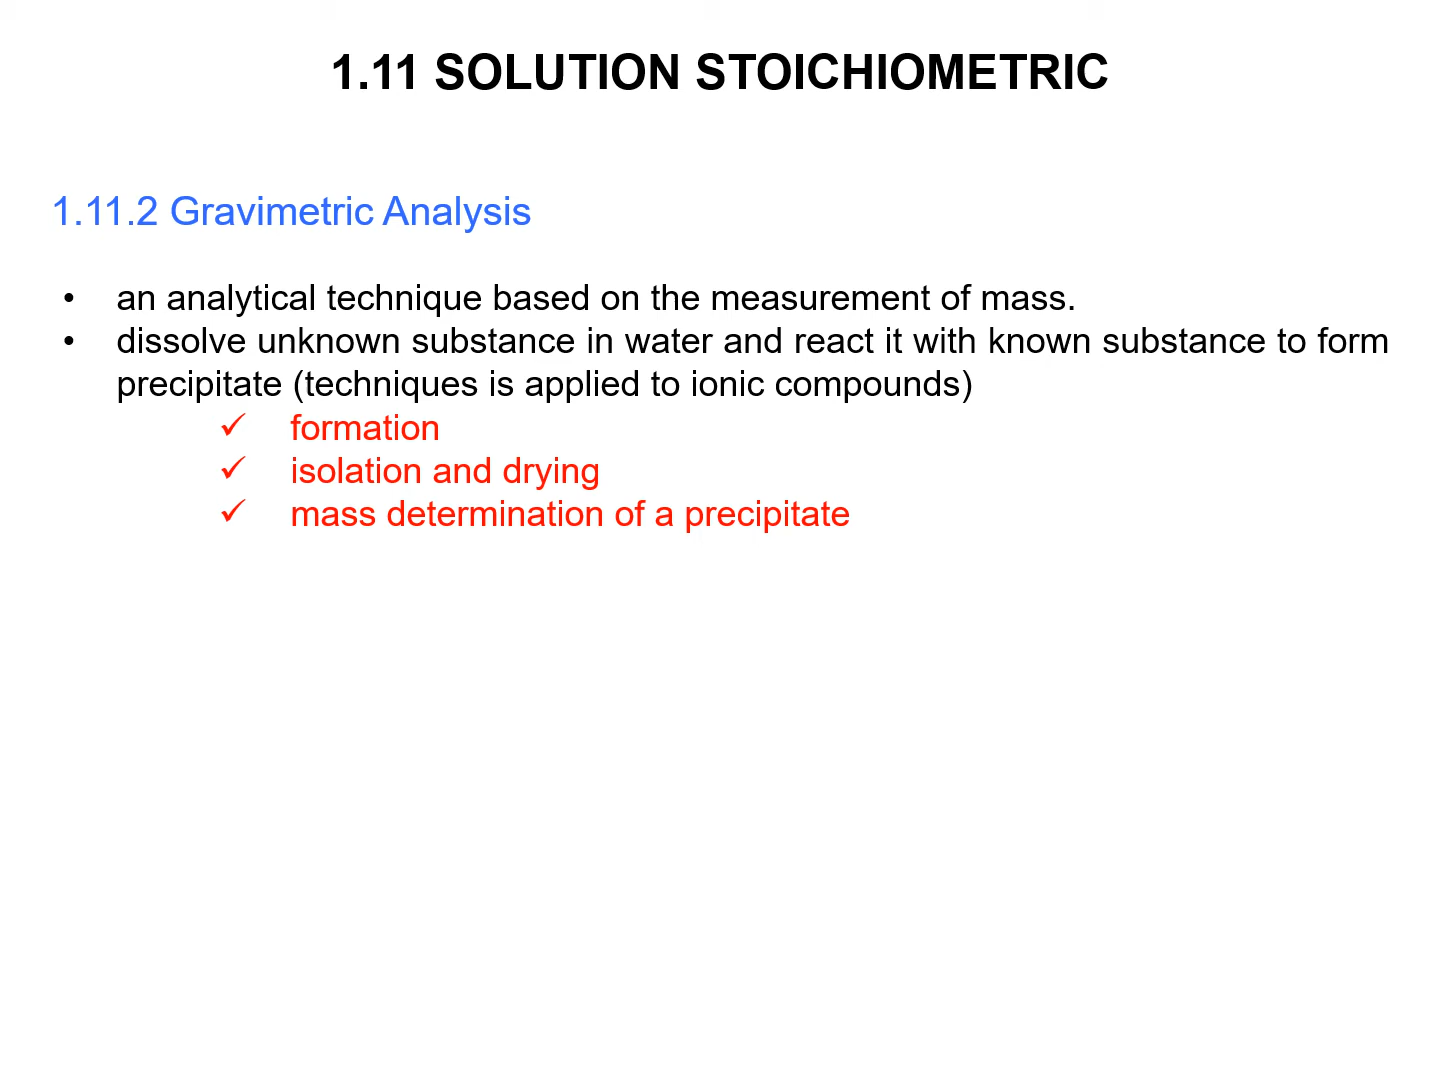 1.11 SOLUTION STOICHIOMETRIC
1.11.2 Gravimetric Analysis
• an analytical technique based on the measurement of mass.
• dissolve unknown substance in water and react it with known substance to form
precipitate (techniques is applied to ionic compounds)
✓ formation
✓ isolation and drying
✓ mass determination of a precipitate